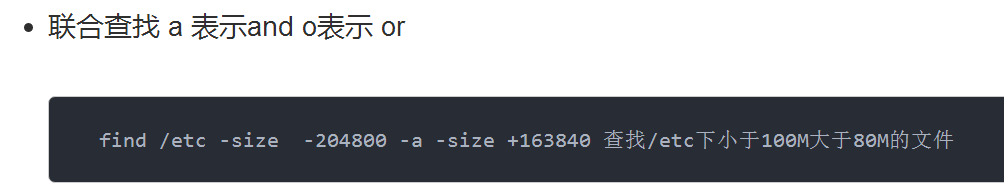 联合查找 a 表示and o表示 or
find /etc -size  -204800 -a -size +163840 查找/etc下小于100M大于80M的文件